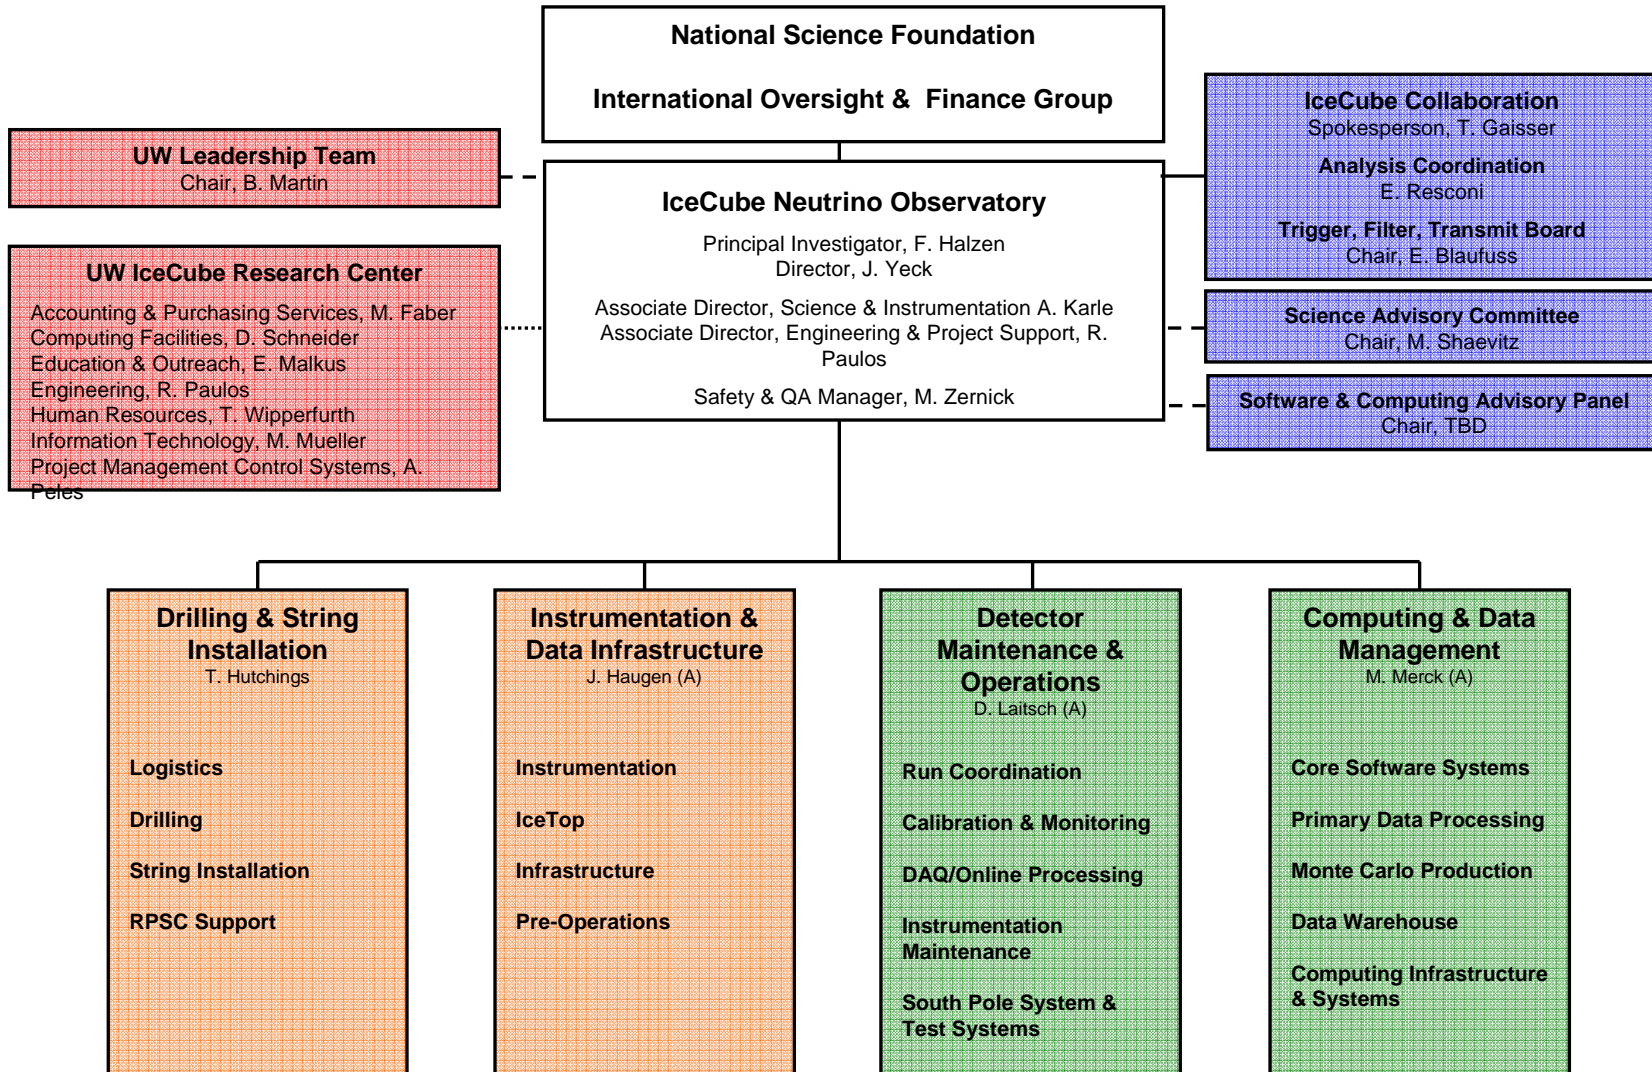 National Science Foundation
International Oversight & Finance Group
UW Leadership Team
Chair, B. Martin
UW IceCube Research Center
Accounting & Purchasing Services, M. Faber
Computing Facilities, D. Schneider
Education & Outreach, E. Malkus
Engineering, R. Paulos
Human Resources, T. Wipperfurth
Information Technology, M. Mueller
Project Management Control Systems, A.
Peles
IceCube Neutrino Observatory
Principal Investigator, F. Halzen
Director, J. Yeck
Associate Director, Science & Instrumentation A. Karle
Associate Director, Engineering & Project Support, R.
Paulos
Safety & QA Manager, M. Zernick
IceCube Collaboration
Spokesperson, T. Gaisser
Analysis Coordination
E. Resconi
Trigger, Filter, Transmit Board
Chair, E. Blaufuss
Science Advisory Committee
Chair, M. Shaevitz
Software & Computing Advisory Panel
Chair, TBD
Drilling & String
Installation
T. Hutchings
Logistics
Drilling
String Installation
RPSC Support
Instrumentation &
Data Infrastructure
J. Haugen (A)
Instrumentation
IceTop
Infrastructure
Pre-Operations
Detector
Maintenance &
Operations
D. Laitsch (A)
Run Coordination
Calibration & Monitoring
DAQ/Online Processing
Instrumentation
Maintenance
South Pole System &
Test Systems
Computing & Data
Management
M. Merck (A)
Core Software Systems
Primary Data Processing
Monte Carlo Production
Data Warehouse
Computing Infrastructure
& Systems